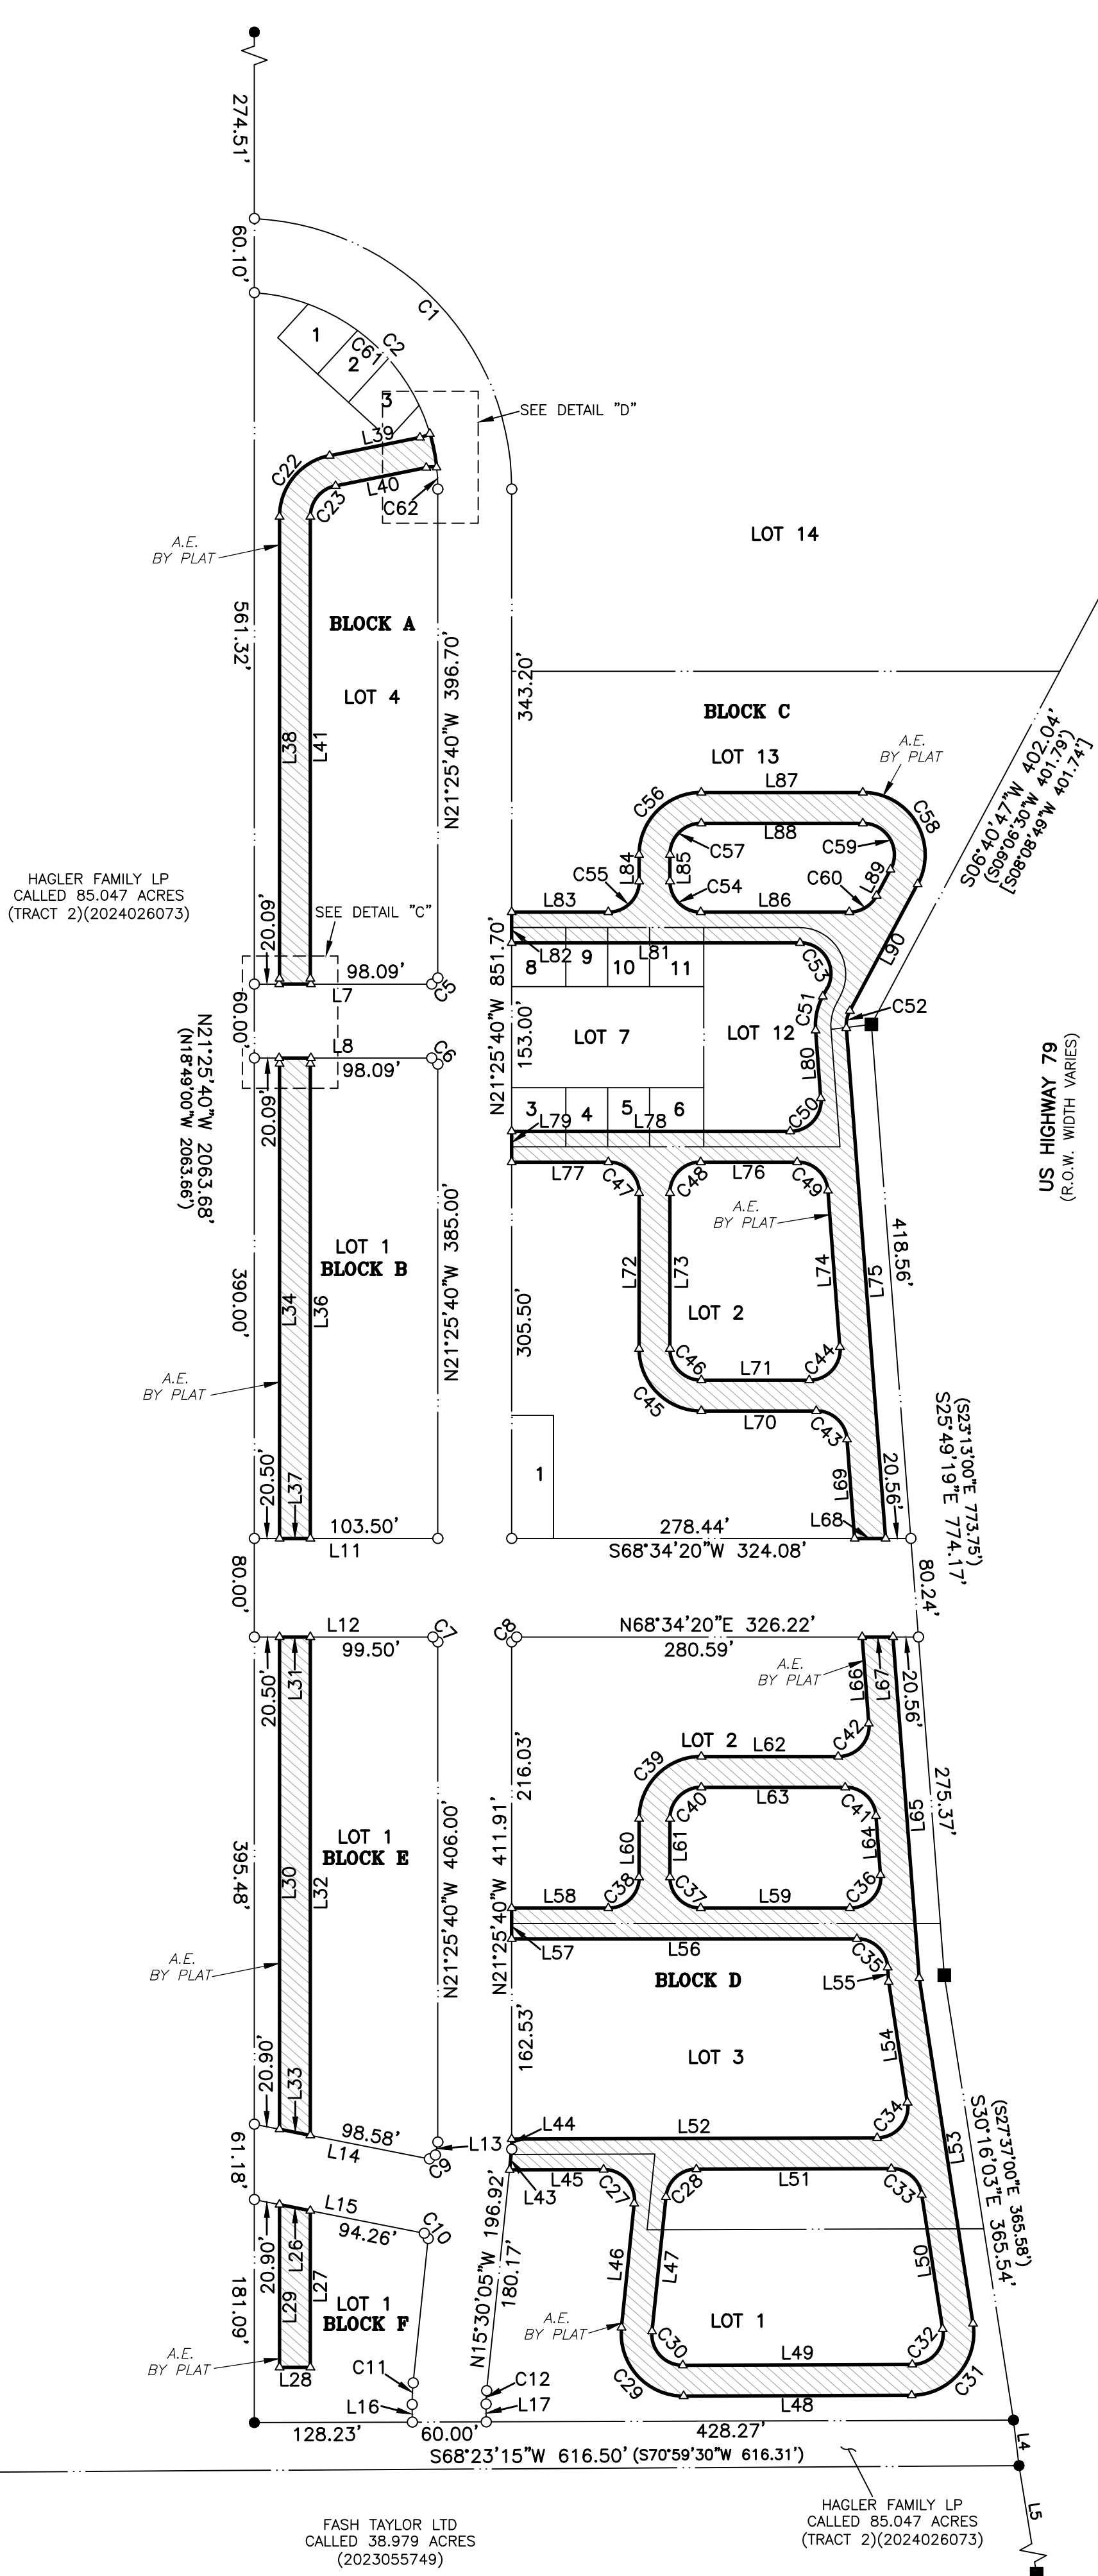 274.51'
60.10'
C1
C2
C61
1
2
3
SEE DETAIL "D"
L39
L40
C22
C23
C62
A.E.
BY PLAT
LOT 14
561.32'
BLOCK A
LOT 4
L38
L41
N21°25'40"W 396.70'
343.20'
BLOCK C
LOT 13
A.E.
BY PLAT
S06°40'47"W 402.04'
(S09°06'30"W 401.79')
[S08°08'49"W 401.74']
L87
L88
C56
C57
C58
C59
C60
L89
L90
L84
L85
C55
C54
L83
L86
HAGLER FAMILY LP
CALLED 85.047 ACRES
(TRACT 2)(2024026073)
SEE DETAIL "C"
20.09'
98.09'
L7
C5
N21°25'40"W 851.70'
L82
L81
8
9
10
11
C53
C51
C52
60.00'
L8
98.09'
C6
153.00'
LOT 7
LOT 12
L80
US HIGHWAY 79
(R.O.W. WIDTH VARIES)
20.09'
N21°25'40"W 2063.68'
(N18°49'00"W 2063.66')
3
4
5
6
L79
L78
C50
L77
C47
C48
L76
C49
A.E.
BY PLAT
LOT 1
BLOCK B
390.00'
L34
L36
N21°25'40"W 385.00'
305.50'
L72
L73
L74
L75
418.56'
LOT 2
A.E.
BY PLAT
C46
L71
C44
C45
L70
C43
(S23°13'00"E 773.75')
S25°49'19"E 774.17'
20.50'
L37
1
L69
L68
20.56'
103.50'
L11
278.44'
S68°34'20"W 324.08'
80.00'
80.24'
L12
99.50'
C7
C8
N68°34'20"E 326.22'
280.59'
20.50'
L31
A.E.
BY PLAT
L66
L67
20.56'
C42
LOT 2
L62
C39
C40
L63
C41
216.03'
275.37'
L65
LOT 1
BLOCK E
395.48'
L30
L32
N21°25'40"W 406.00'
N21°25'40"W 411.91'
L60
L61
L64
L58
C38
C37
L59
C36
L57
L56
C35
A.E.
BY PLAT
BLOCK D
L55
LOT 3
162.53'
L54
20.90'
L33
98.58'
L14
L13
C9
L44
L52
C34
L53
(S27°37'00"E 365.58')
S30°16'03"E 365.54'
61.18'
L15
94.26'
C10
L43
L45
C27
C28
L51
C33
N15°30'05"W 196.92'
180.17'
20.90'
L26
181.09'
L29
L27
L46
L47
L50
LOT 1
BLOCK F
A.E.
BY PLAT
LOT 1
A.E.
BY PLAT
L28
C11
C12
L16
L17
C30
L49
C32
C29
L48
C31
128.23'
60.00'
428.27'
S68°23'15"W 616.50' (S70°59'30"W 616.31')
L4
L5
FASH TAYLOR LTD
CALLED 38.979 ACRES
(2023055749)
HAGLER FAMILY LP
CALLED 85.047 ACRES
(TRACT 2)(2024026073)